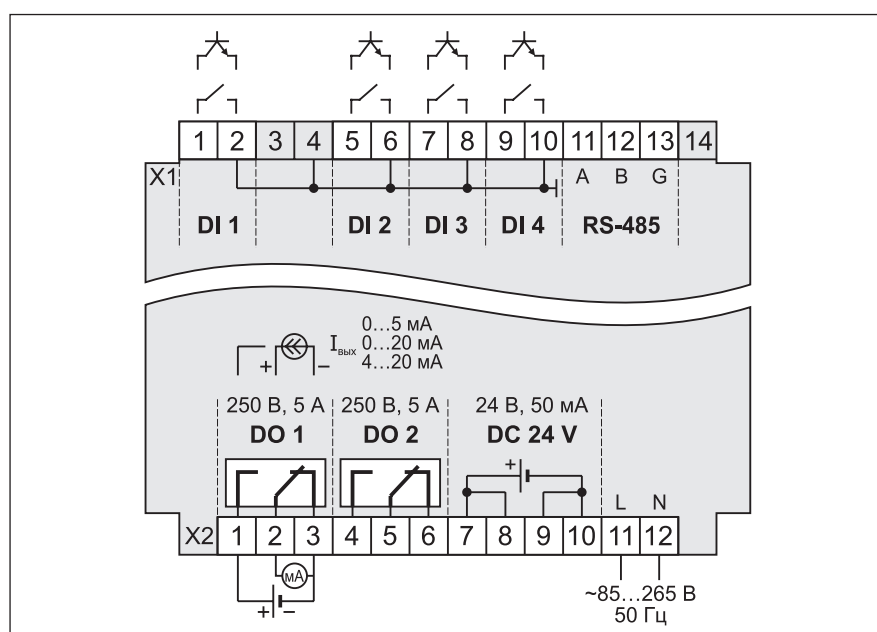 1 2 3 4 5 6 7 8 9 10 11 12 13 14
X1 A B G
DI 1 DI 2 DI 3 DI 4 RS-485
0…5 мА
Iвых 0…20 мА
4…20 мА
+ –
250 В, 5 А 250 В, 5 А 24 В, 50 мА
DO 1 DO 2 DC 24 V
+
L N
X2 1 2 3 4 5 6 7 8 9 10 11 12
мА
+ –
~85…265 В
50 Гц